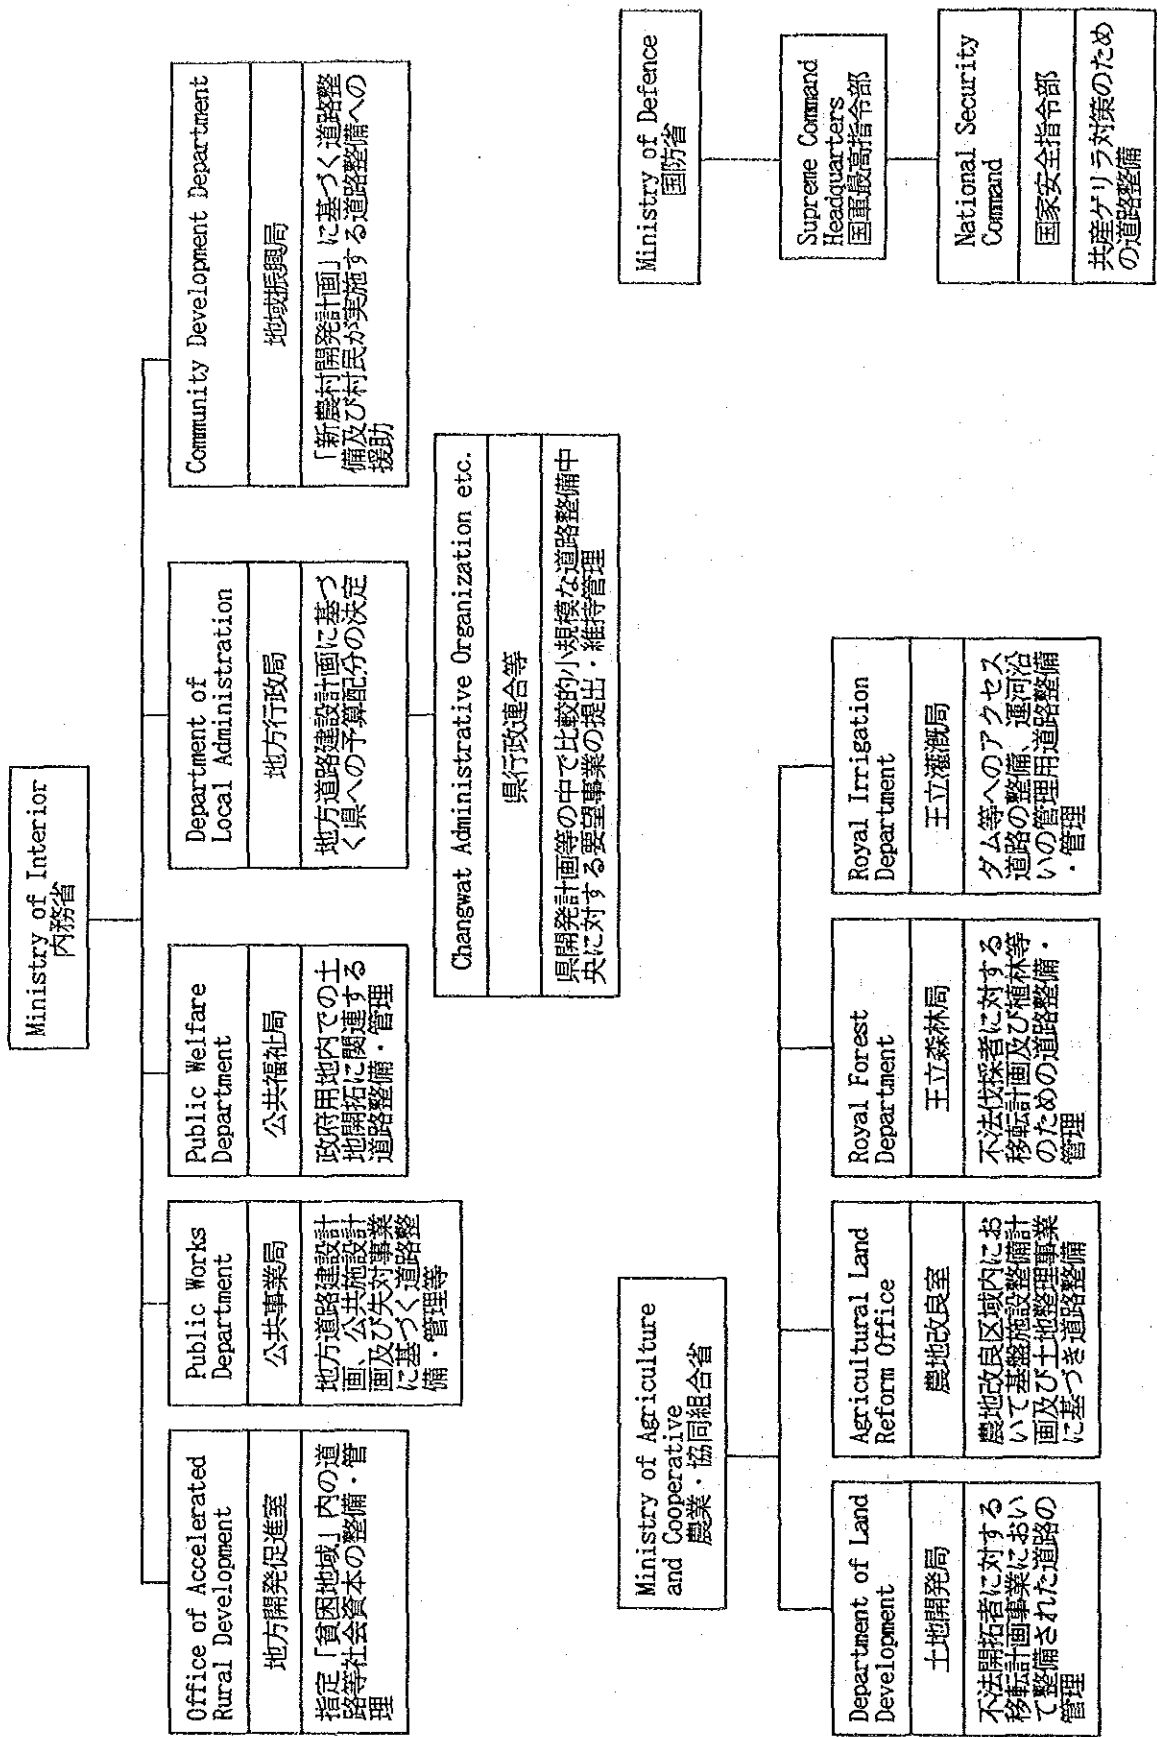 Ministry of Interior
内務省
Office of Accelerated
Rural Development
地方開発促進室
指定「貧困地域」内の道
路等社会資本の整備・管
理
Public Works
Department
公共事業局
地方道路建設計
画、公共施設計
画及び失対事業
に基づく道路整
備・管理等
Public Welfare
Department
公共福祉局
政府用地内での土
地開拓に関連する
道路整備・管理
Department of
Local Administration
地方行政局
地方道路建設計画に基づ
く県への予算配分の決定
Community Development Department
地域振興局
「新農村開発計画」に基づく道路整
備及び村民が実施する道路整備への
援助
Changwat Administrative Organization etc.
県行政連合等
県開発計画等の中で比較的小規模な道路整備中
央に対する要望事業の提出・維持管理
Ministry of Agriculture
and Cooperative
農業・協同組合省
Department of Land
Development
土地開発局
不法開拓者に対する
移転計画事業におい
て整備された道路の
管理
Agricultural Land
Reform Office
農地改良室
農地改良区域内にお
いて基盤施設整備計
画及び土地整理事業
に基づき道路整備
Royal Forest
Department
王立森林局
不法伐採者に対する
移転計画及び植林等
のための道路整備・
管理
Royal Irrigation
Department
王立灌漑局
ダム等へのアクセス
道路の整備、運河沿
いの管理用道路整備
・管理
Ministry of Defence
国防省
Supreme Command
Headquarters
国軍最高指令部
National Security
Command
国家安全指令部
共産ゲリラ対策のため
の道路整備